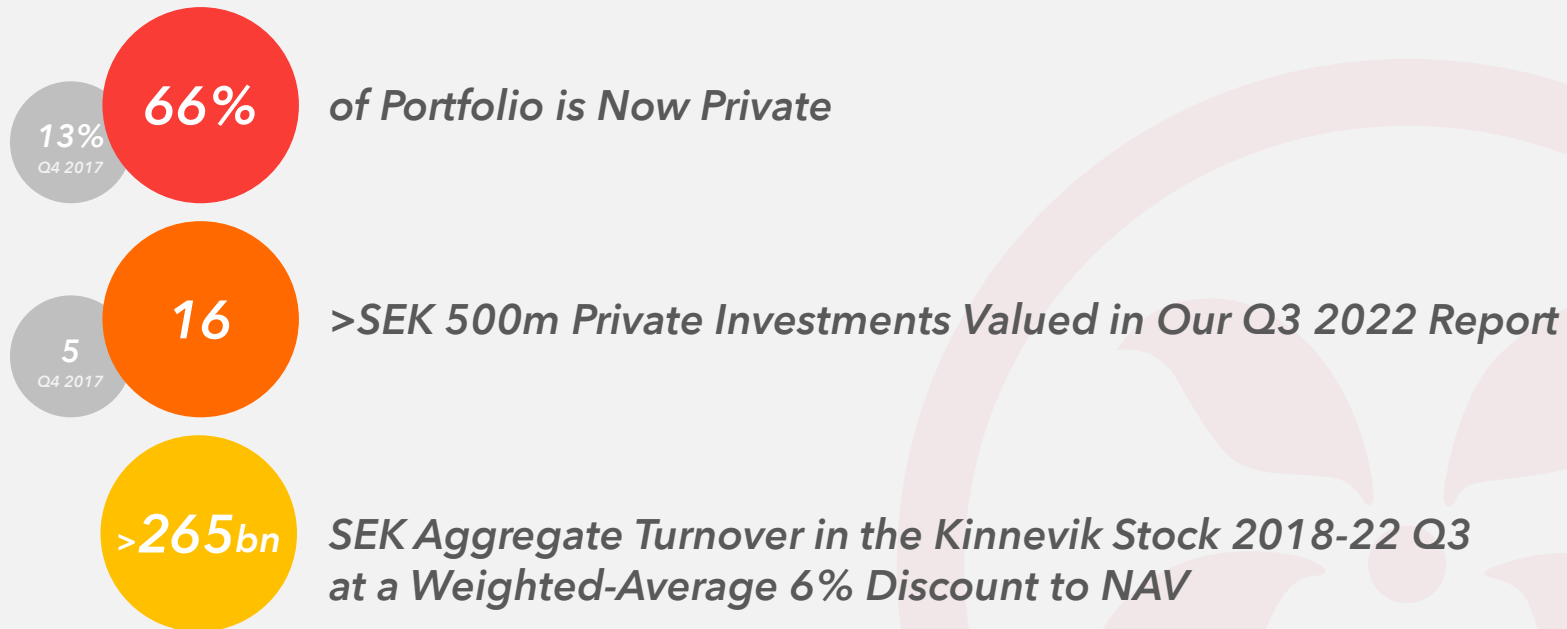 66%
of Portfolio is Now Private
13%
Q4 2017
16
>SEK 500m Private Investments Valued in Our Q3 2022 Report
5
Q4 2017
>265bn
SEK Aggregate Turnover in the Kinnevik Stock 2018-22 Q3
at a Weighted-Average 6% Discount to NAV